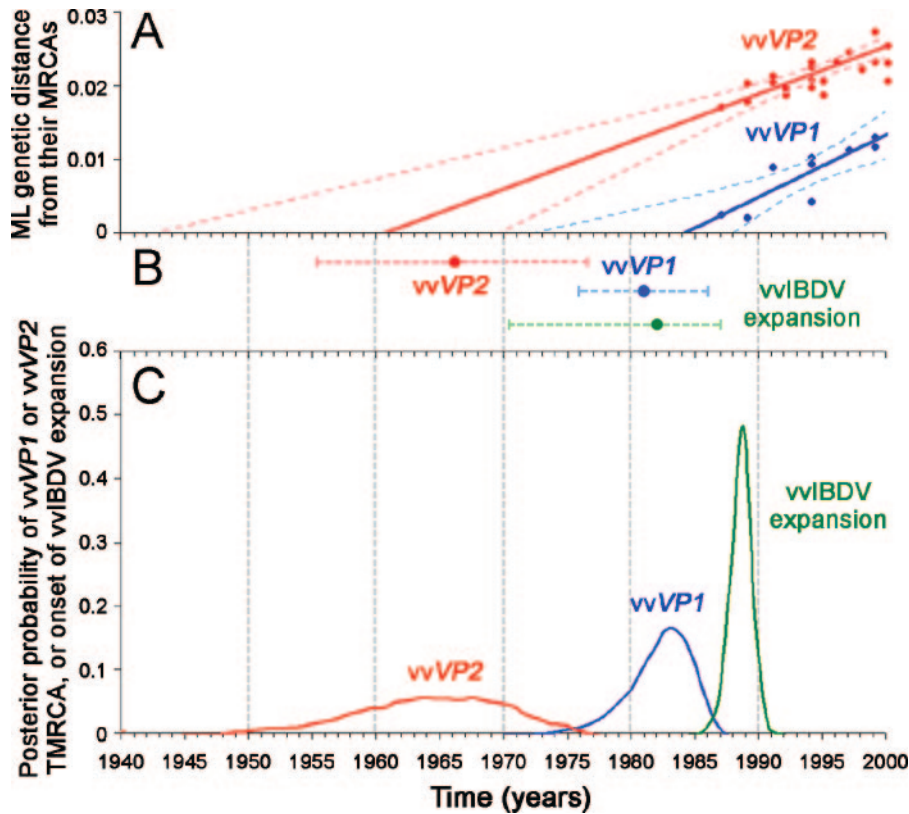 A
ML genetic distance
from their MRCAs
0.03
0.02
0.01
0
vvVP2
vvVP1
B
vvVP2
vvVP1
vvIBDV
expansion
C
Posterior probability of vvVP1 or vvVP2
TMRCA, or onset of vvIBDV expansion
0.6
0.5
0.4
0.3
0.2
0.1
0
vvIBDV
expansion
vvVP1
vvVP2
1940 1945 1950 1955 1960 1965 1970 1975 1980 1985 1990 1995 2000
Time (years)